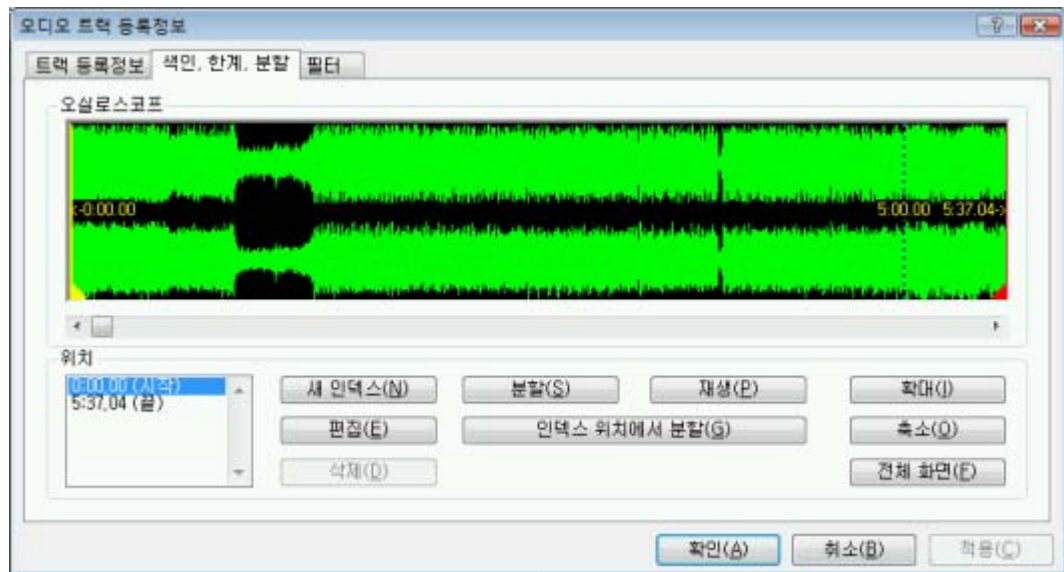 오디오 트랙 등록정보
트랙 등록정보 색인, 한계, 분할 필터
오실로스코프
<-0:00.00 5:00.00 5:37.04->
위치
0:00.00 (시작)
5:37.04 (끝)
새 인덱스(N) 분할(S) 재생(P) 확대(I)
편집(E) 인덱스 위치에서 분할(G) 축소(O)
삭제(D) 전체 화면(F)
확인(A) 취소(B) 적용(C)